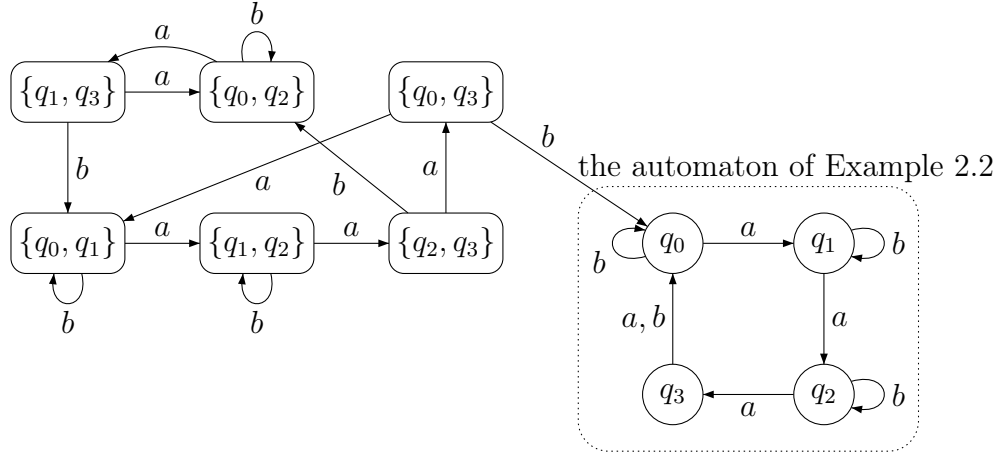 b
a
{q₁, q₃} a {q₀, q₂} {q₀, q₃}
b
the automaton of Example 2.2
b a b a
{q₀, q₁} a {q₁, q₂} a {q₂, q₃} q₀ a q₁ b
b
b b
a, b a
q₃ a q₂ b